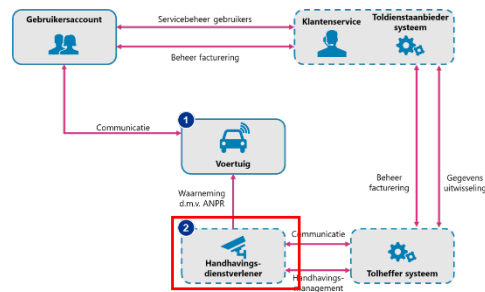 Gebruikersaccount
Servicebeheer gebruikers
Beheer facturering
Klantenservice
Toldienstaanbieder
systeem
Communicatie
1
Voertuig
Waarneming
d.m.v. ANPR
Beheer
facturering
Gegevens
uitwisseling
2
Handhavings-
dienstverlener
Communicatie
Handhavings-
management
Tolheffer systeem